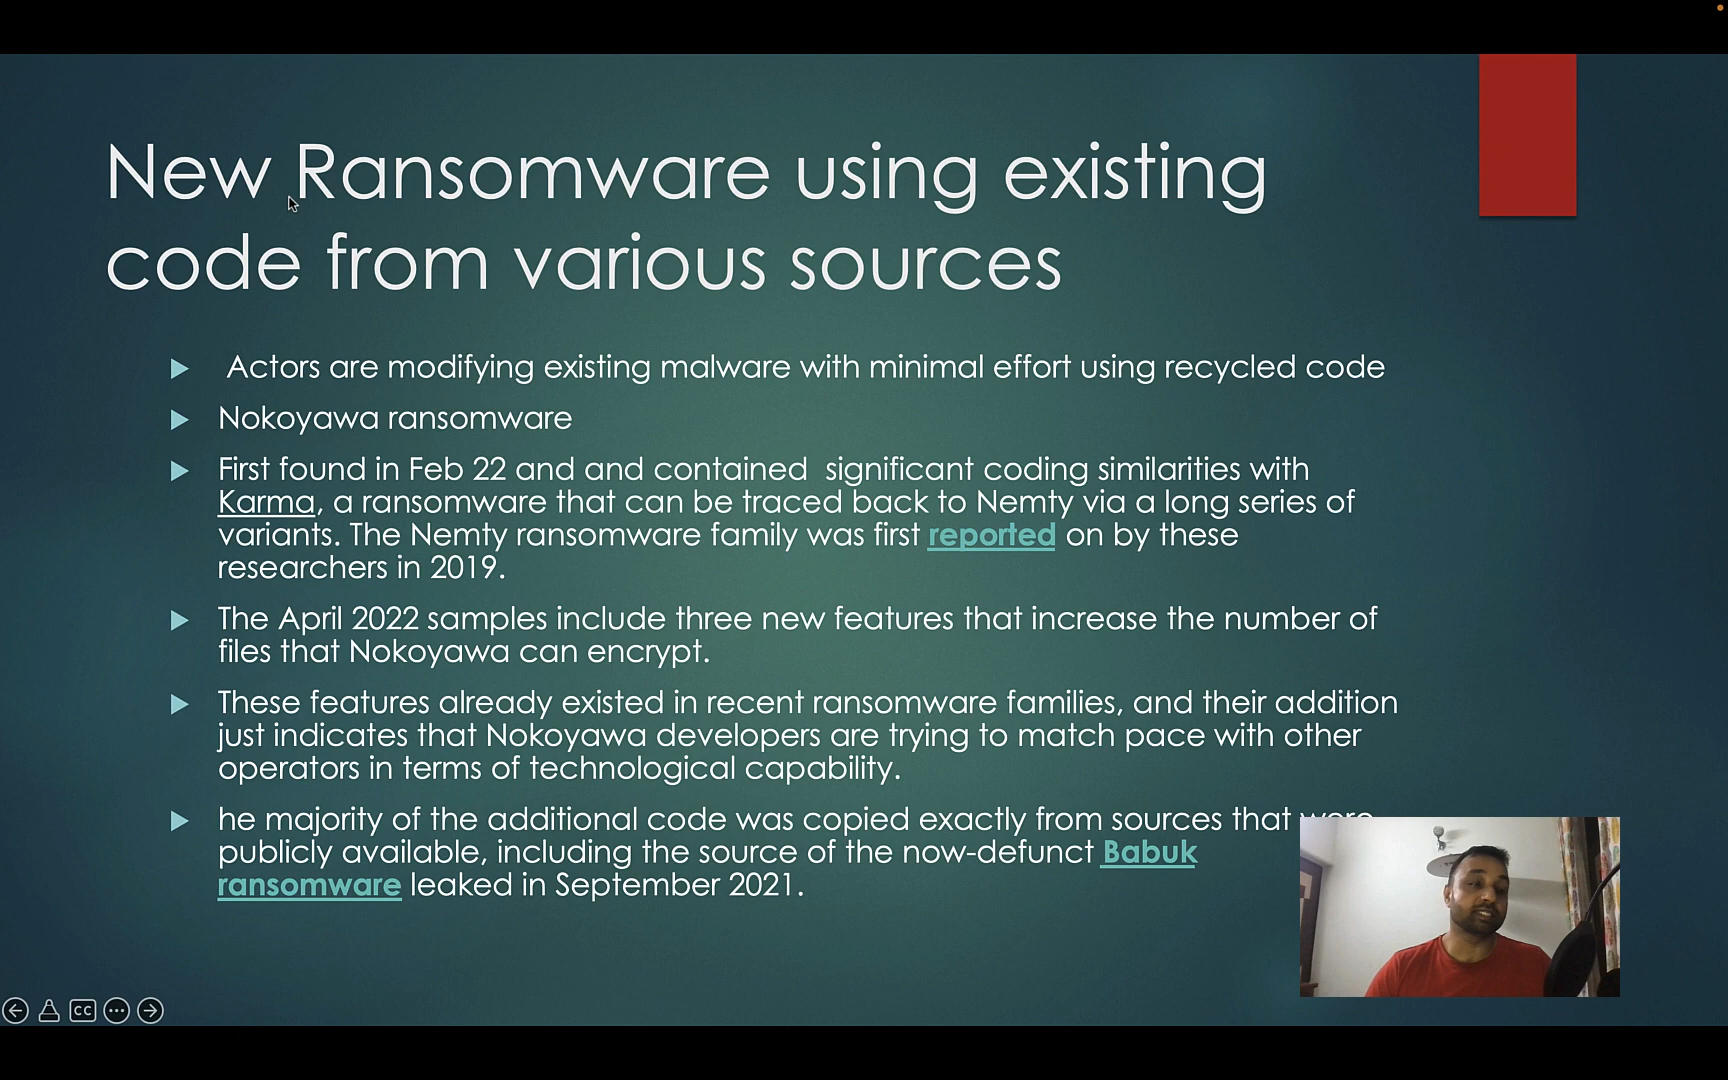 New Ransomware using existing
code from various sources
Actors are modifying existing malware with minimal effort using recycled code
Nokoyawa ransomware
First found in Feb 22 and and contained significant coding similarities with
Karma, a ransomware that can be traced back to Nemty via a long series of
variants. The Nemty ransomware family was first reported on by these
researchers in 2019.
The April 2022 samples include three new features that increase the number of
files that Nokoyawa can encrypt.
These features already existed in recent ransomware families, and their addition
just indicates that Nokoyawa developers are trying to match pace with other
operators in terms of technological capability.
he majority of the additional code was copied exactly from sources that were
publicly available, including the source of the now-defunct Babuk
ransomware leaked in September 2021.
CC